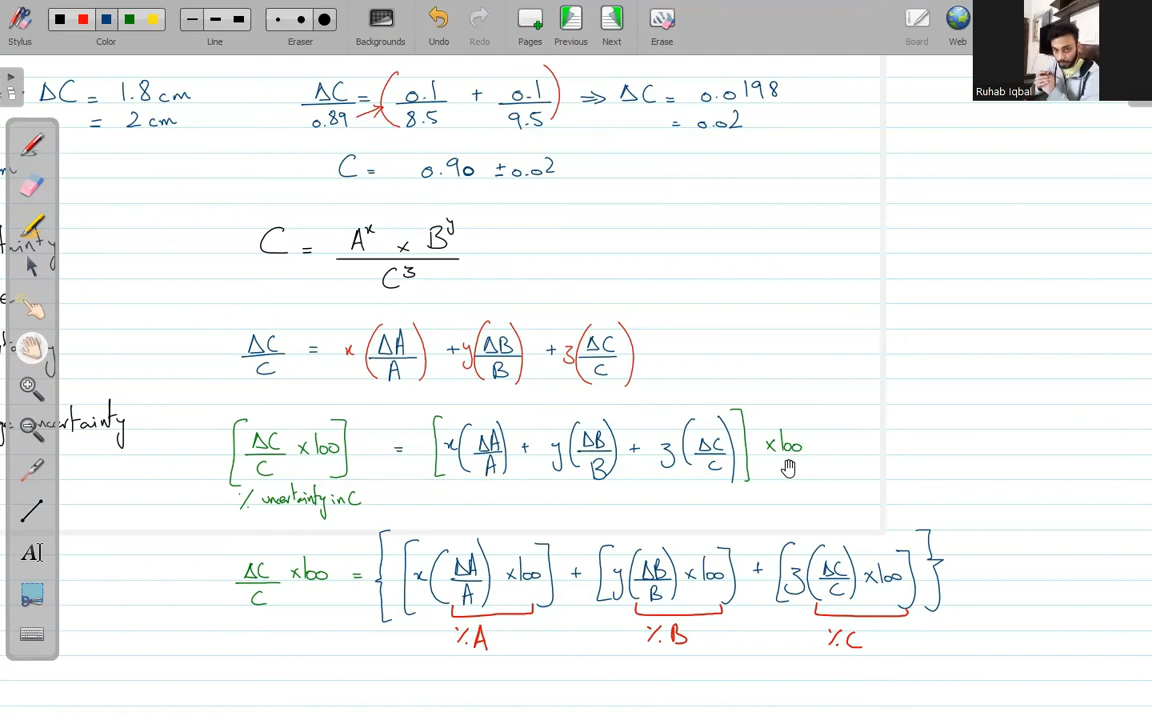 Stylus Color Line Eraser Backgrounds Undo Redo Pages Previous Next Erase Board Web
Ruhab Iqbal
ΔC = 1.8 cm
= 2 cm
ΔC/0.89 = (0.1/8.5 + 0.1/9.5) ⇒ ΔC = 0.0198
= 0.02
C = 0.90 ±0.02
C = A^x × B^y / C^3
ΔC/C = x(ΔA/A) + y(ΔB/B) + 3(ΔC/C)
uncertainty
[ΔC/C ×100] = [x(ΔA/A) + y(ΔB/B) + 3(ΔC/C)] ×100
% uncertainty in C
ΔC/C ×100 = {[x(ΔA/A) ×100] + [y(ΔB/B) ×100] + [3(ΔC/C) ×100]}
%A %B %C